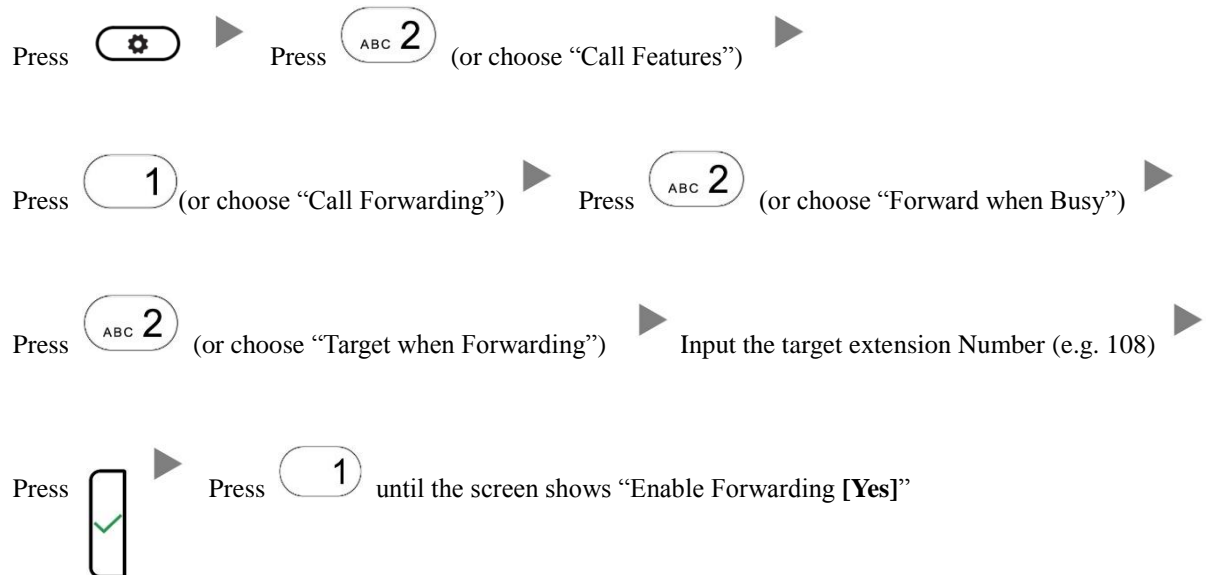 Press Press ABC 2 (or choose “Call Features”)
Press 1 (or choose “Call Forwarding”) Press ABC 2 (or choose “Forward when Busy”)
Press ABC 2 (or choose “Target when Forwarding”) Input the target extension Number (e.g. 108)
Press Press 1 until the screen shows “Enable Forwarding [Yes]”